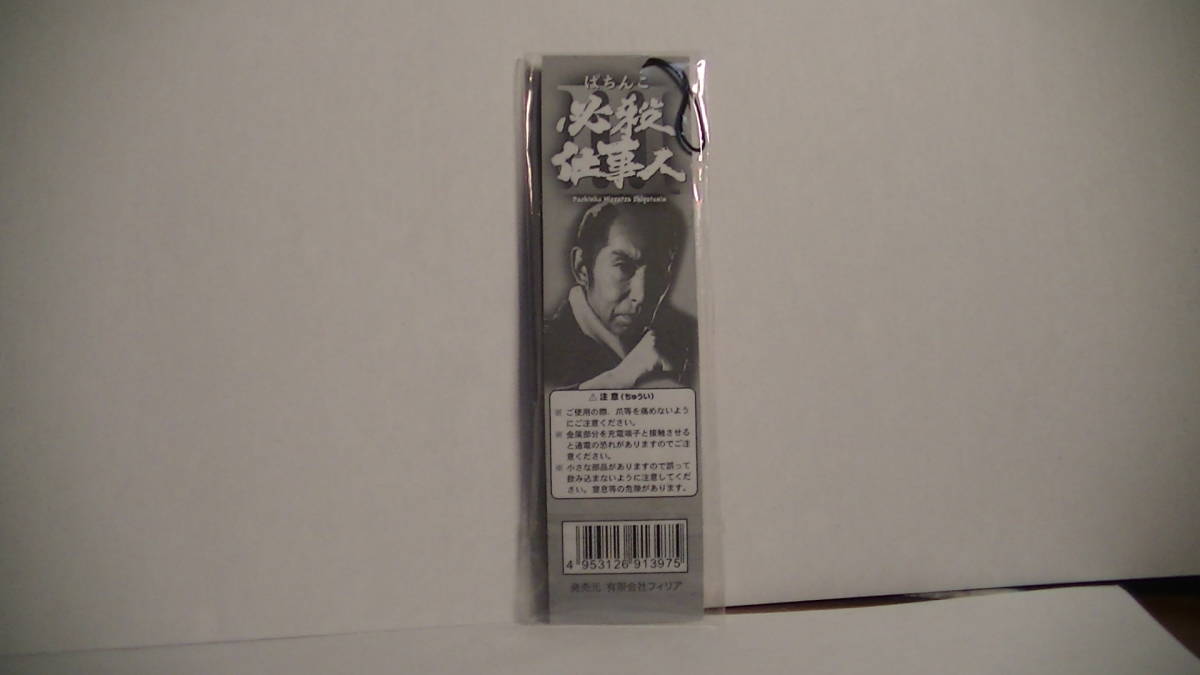 ぱちんこ
必殺
仕事人
III
Pachinko Hissatsu Shigotonin
⚠ 注意(ちゅうい)
※ ご使用の際、爪等を痛めないよう
にご注意ください。
※ 金属部分を充電端子と接触させる
と通電の恐れがありますのでご注
意ください。
※ 小さな部品がありますので誤って
飲み込まないように注意してくだ
さい。窒息等の危険があります。
4 953126 913975
発売元 有限会社フィリア